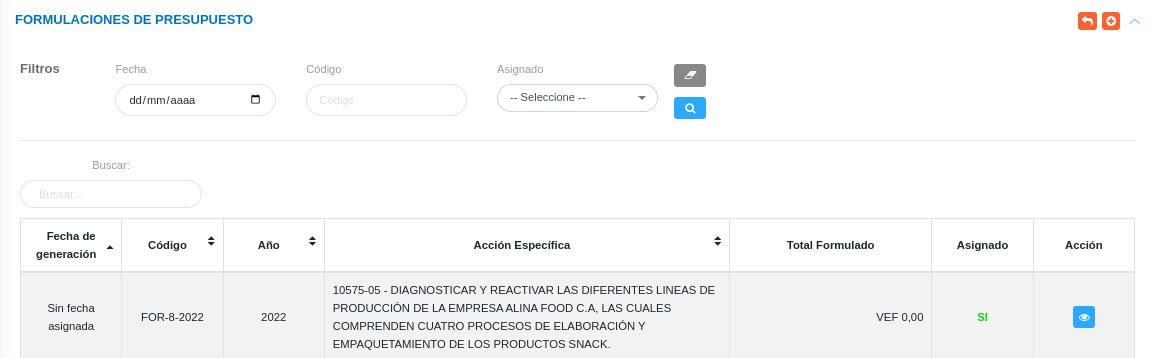 FORMULACIONES DE PRESUPUESTO
Filtros
Fecha
Código
Asignado
dd/mm/aaaa
Código
-- Seleccione --
Buscar:
Buscar...
Fecha de
generación
Código
Año
Acción Específica
Total Formulado
Asignado
Acción
Sin fecha
asignada
FOR-8-2022
2022
10575-05 - DIAGNOSTICAR Y REACTIVAR LAS DIFERENTES LINEAS DE
PRODUCCIÓN DE LA EMPRESA ALINA FOOD C.A, LAS CUALES
COMPRENDEN CUATRO PROCESOS DE ELABORACIÓN Y
EMPAQUETAMIENTO DE LOS PRODUCTOS SNACK.
VEF 0,00
SI